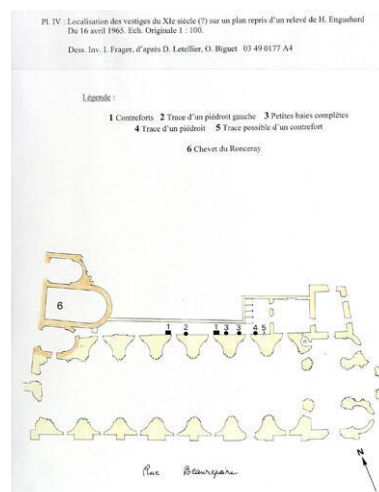 Pl. IV : Localisation des vestiges du XIe siècle (?) sur un plan repris d'un relevé de H. Enguehard
Du 16 avril 1965. Ech. Originale 1 : 100.
Dess. Inv. I. Frager, d'après D. Letellier, O. Biguet 03 49 0177 A4
Légende :
1 Contreforts 2 Trace d'un piédroit gauche 3 Petites baies complètes
4 Trace d'un piédroit 5 Trace possible d'un contrefort
6 Chevet du Ronceray
6
1 2 1 3 3 4 5
Rue Beaurepaire
N